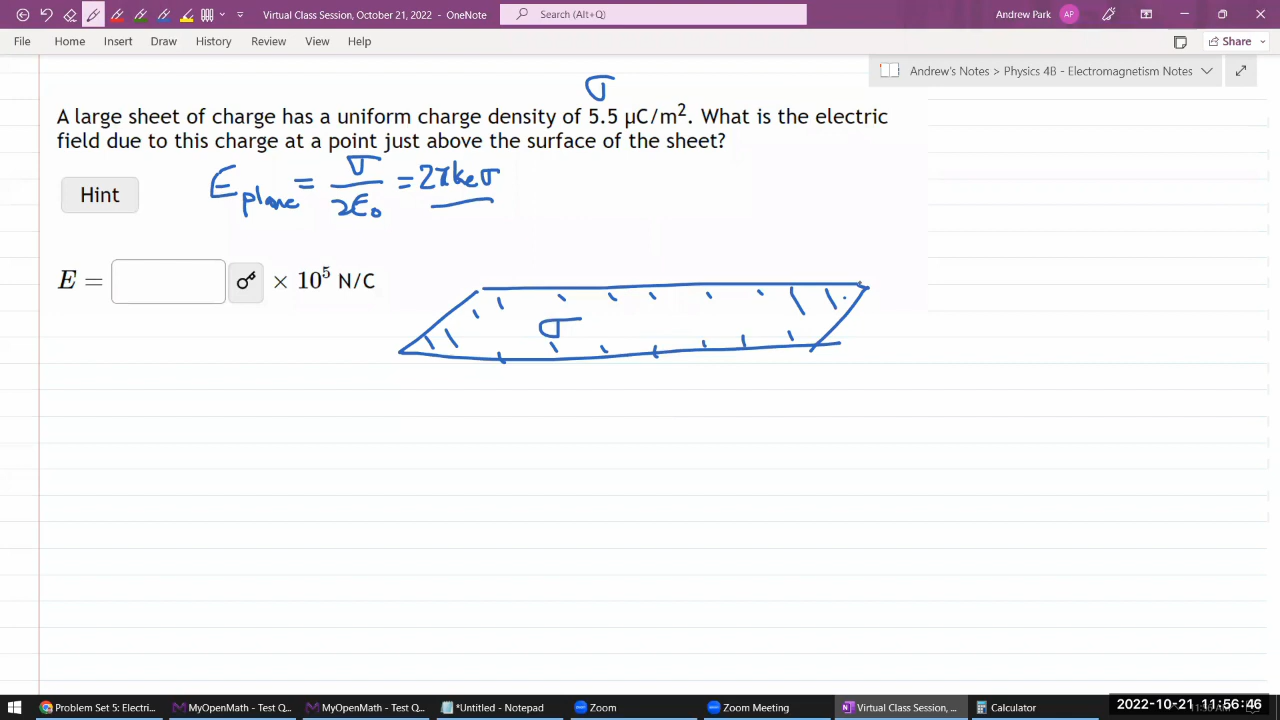 Virtual Class Session, October 21, 2022 - OneNote
Search (Alt+Q)
Andrew Park
AP
File Home Insert Draw History Review View Help
Share
Andrew's Notes > Physics 4B - Electromagnetism Notes
σ
A large sheet of charge has a uniform charge density of 5.5 μC/m². What is the electric
field due to this charge at a point just above the surface of the sheet?
E plane = σ / 2ε₀ = 2πkeσ
Hint
E = × 10⁵ N/C
σ
Problem Set 5: Electri...
MyOpenMath - Test Q...
MyOpenMath - Test Q...
*Untitled - Notepad
Zoom
Zoom Meeting
Virtual Class Session, ...
Calculator
2022-10-21 11:56:46